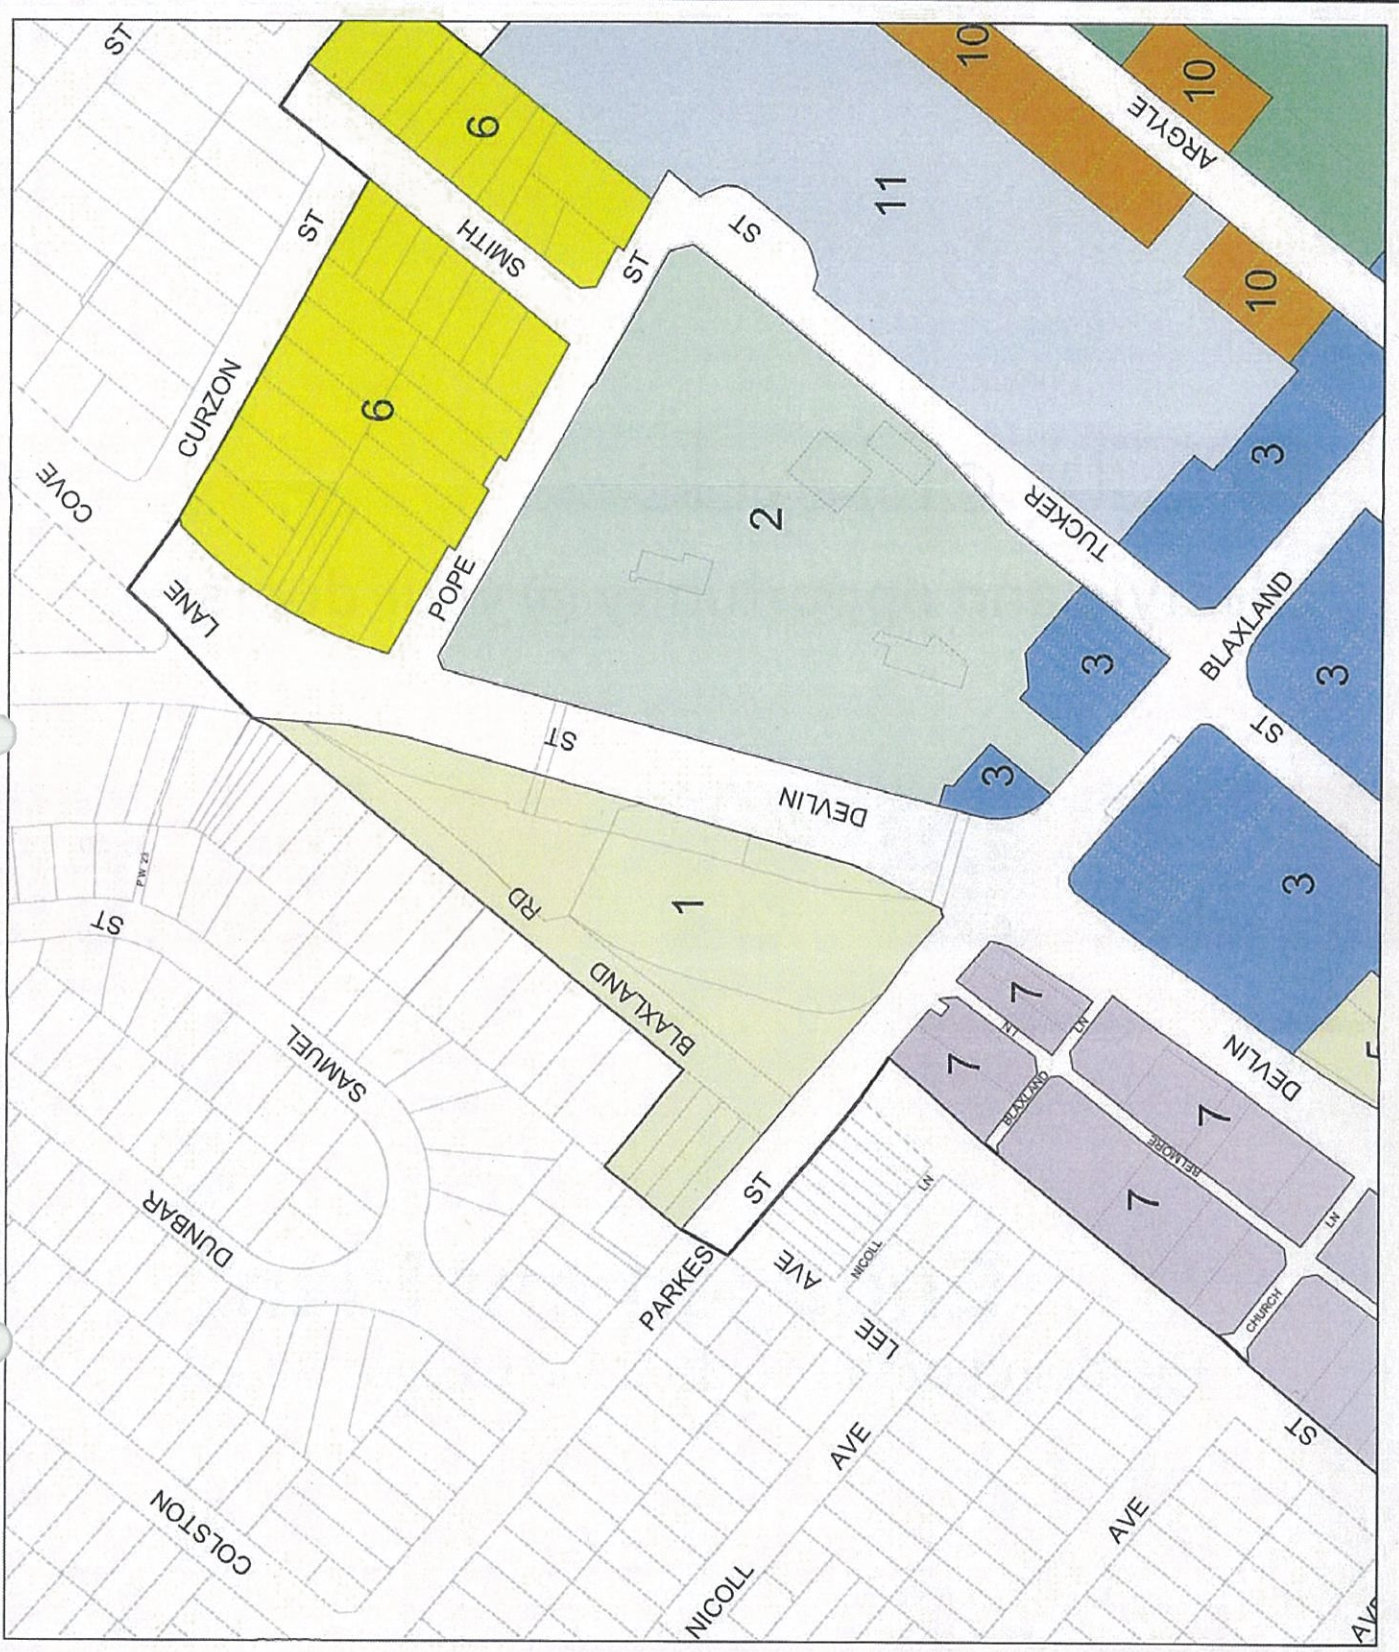 ST
6
10
10
ARGYLE
11
ST
SMITH
ST
ST
10
CURZON
6
3
COVE
2
TUCKER
LANE
POPE
BLAXLAND
3
3
ST
ST
3
DEVLIN
PW 23
ST
RD
1
3
BLAXLAND
7
LN
SAMUEL
7
DEVLIN
BLAXLAND
7
BELMORE
DUNBAR
ST
LN
7
LN
PARKES
AVE
NICOLL
CHURCH
LEE
ST
AVE
COLSTON
AVE
NICOLL